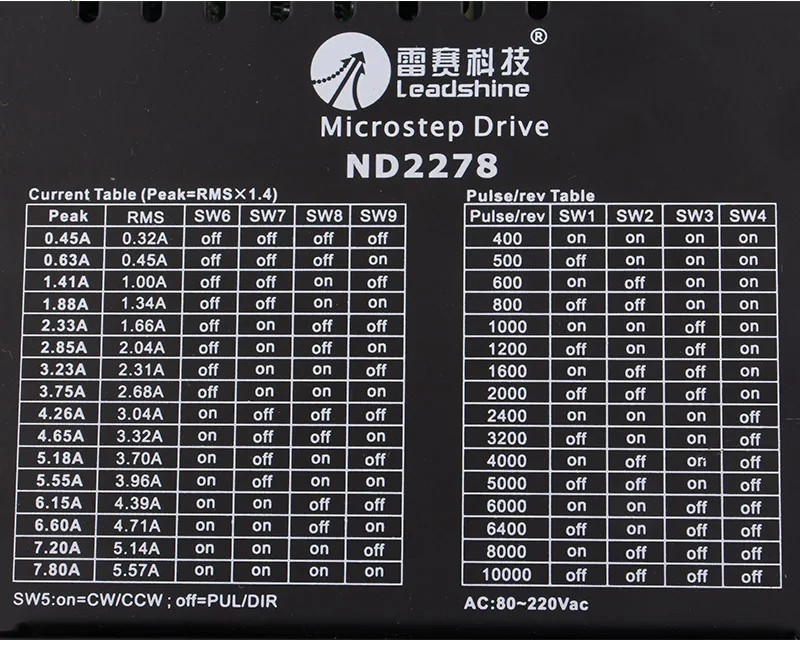 雷赛科技®
Leadshine
Microstep Drive
ND2278
Current Table (Peak=RMS×1.4)
Peak RMS SW6 SW7 SW8 SW9
0.45A 0.32A off off off off
0.63A 0.45A off off off on
1.41A 1.00A off off on off
1.88A 1.34A off off on on
2.33A 1.66A off on off off
2.85A 2.04A off on off on
3.23A 2.31A off on on off
3.75A 2.68A off on on on
4.26A 3.04A on off off off
4.65A 3.32A on off off on
5.18A 3.70A on off on off
5.55A 3.96A on off on on
6.15A 4.39A on on off off
6.60A 4.71A on on off on
7.20A 5.14A on on on off
7.80A 5.57A on on on on
SW5:on=CW/CCW ; off=PUL/DIR
Pulse/rev Table
Pulse/rev SW1 SW2 SW3 SW4
400 on on on on
500 off on on on
600 on off on on
800 off off on on
1000 on on off on
1200 off on off on
1600 on off off on
2000 off off off on
2400 on on on off
3200 off on on off
4000 on off on off
5000 off off on off
6000 on on off off
6400 off on off off
8000 on off off off
10000 off off off off
AC:80~220Vac